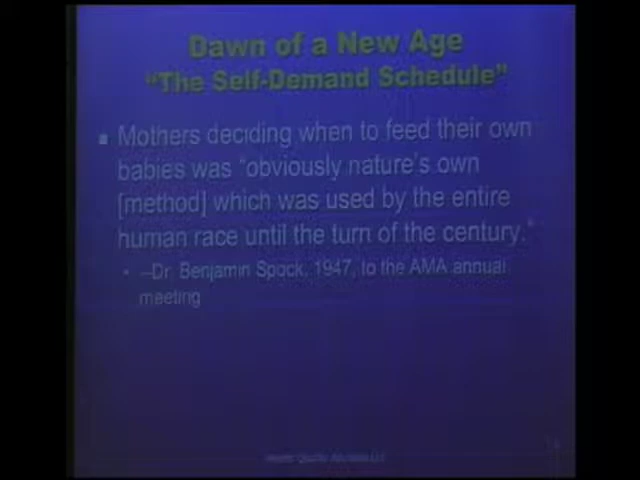 Dawn of a New Age
"The Self-Demand Schedule"
Mothers deciding when to feed their own
babies was "obviously nature's own
[method] which was used by the entire
human race until the turn of the century."
--Dr. Benjamin Spock, 1947, to the AMA annual
meeting